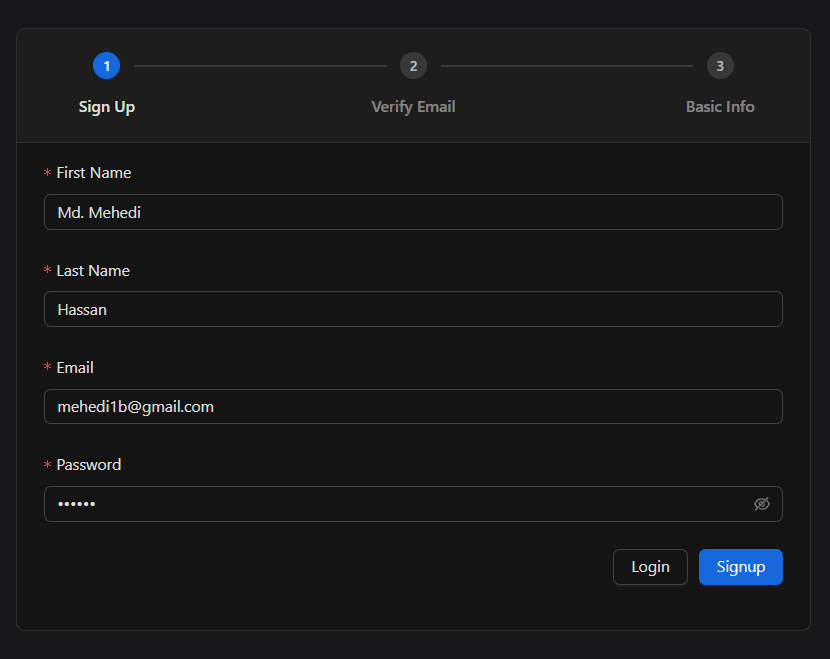 1 2 3
Sign Up Verify Email Basic Info
* First Name
Md. Mehedi
* Last Name
Hassan
* Email
mehedi1b@gmail.com
* Password
••••••
Login Signup